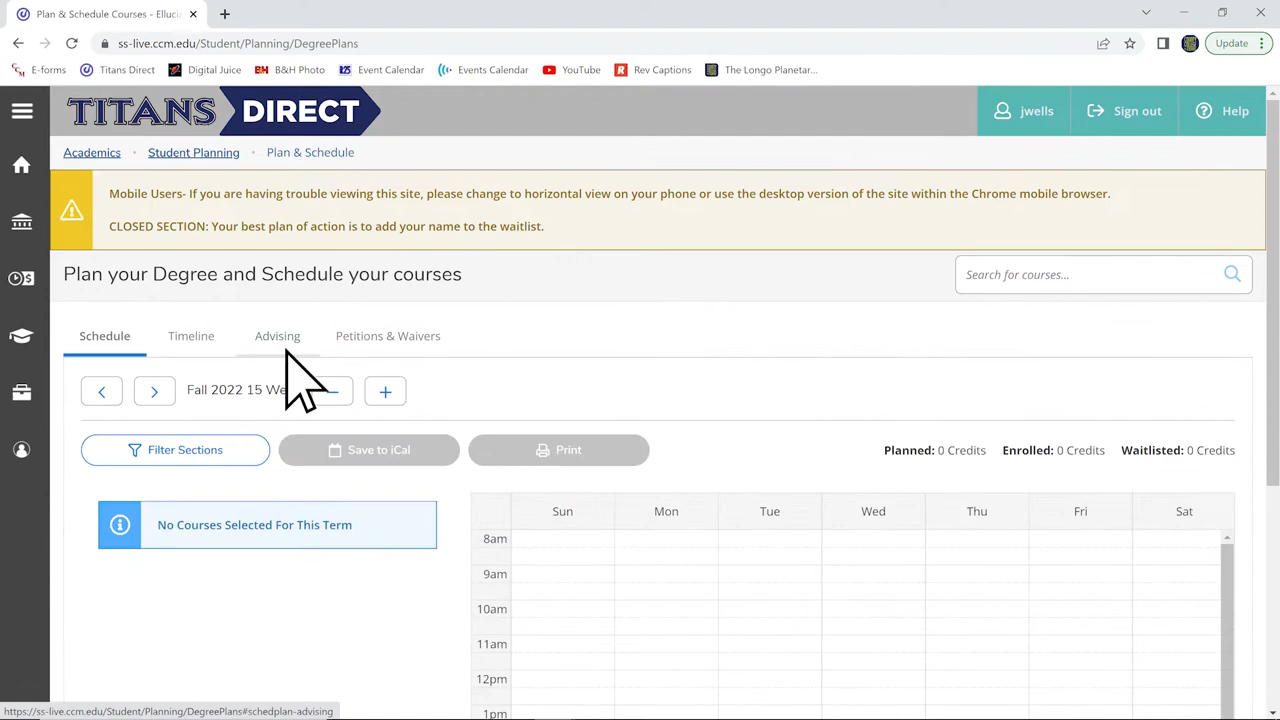 Plan & Schedule Courses - Elluci
ss-live.ccm.edu/Student/Planning/DegreePlans
Update
E-forms
Titans Direct
Digital Juice
B&H Photo
Event Calendar
Events Calendar
YouTube
Rev Captions
The Longo Planetar...
TITANS DIRECT
jwells
Sign out
Help
Academics
Student Planning
Plan & Schedule
Mobile Users- If you are having trouble viewing this site, please change to horizontal view on your phone or use the desktop version of the site within the Chrome mobile browser.
CLOSED SECTION: Your best plan of action is to add your name to the waitlist.
Plan your Degree and Schedule your courses
Search for courses...
Schedule
Timeline
Advising
Petitions & Waivers
Fall 2022 15 We
Filter Sections
Save to iCal
Print
Planned: 0 Credits
Enrolled: 0 Credits
Waitlisted: 0 Credits
No Courses Selected For This Term
Sun Mon Tue Wed Thu Fri Sat
8am
9am
10am
11am
12pm
1pm
https://ss-live.ccm.edu/Student/Planning/DegreePlans#schedplan-advising